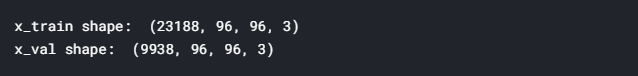 x_train shape:  (23188, 96, 96, 3)
x_val shape:  (9938, 96, 96, 3)